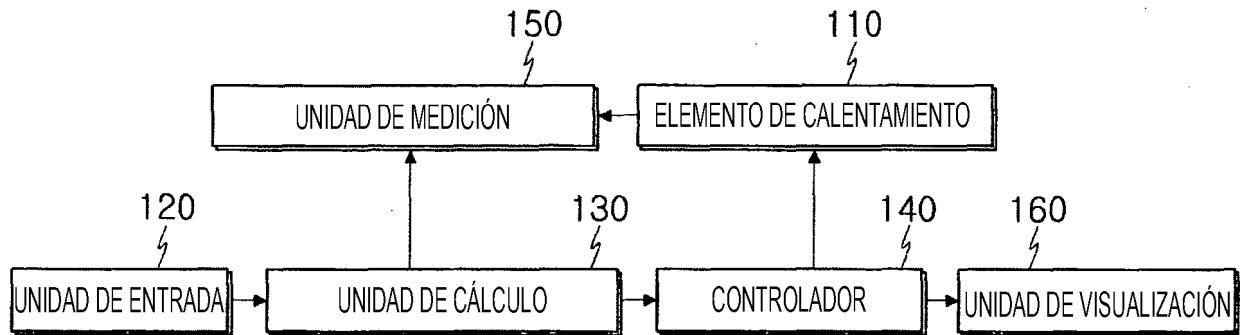 150
110
UNIDAD DE MEDICIÓN
ELEMENTO DE CALENTAMIENTO
120
130
140
160
UNIDAD DE ENTRADA
UNIDAD DE CÁLCULO
CONTROLADOR
UNIDAD DE VISUALIZACIÓN